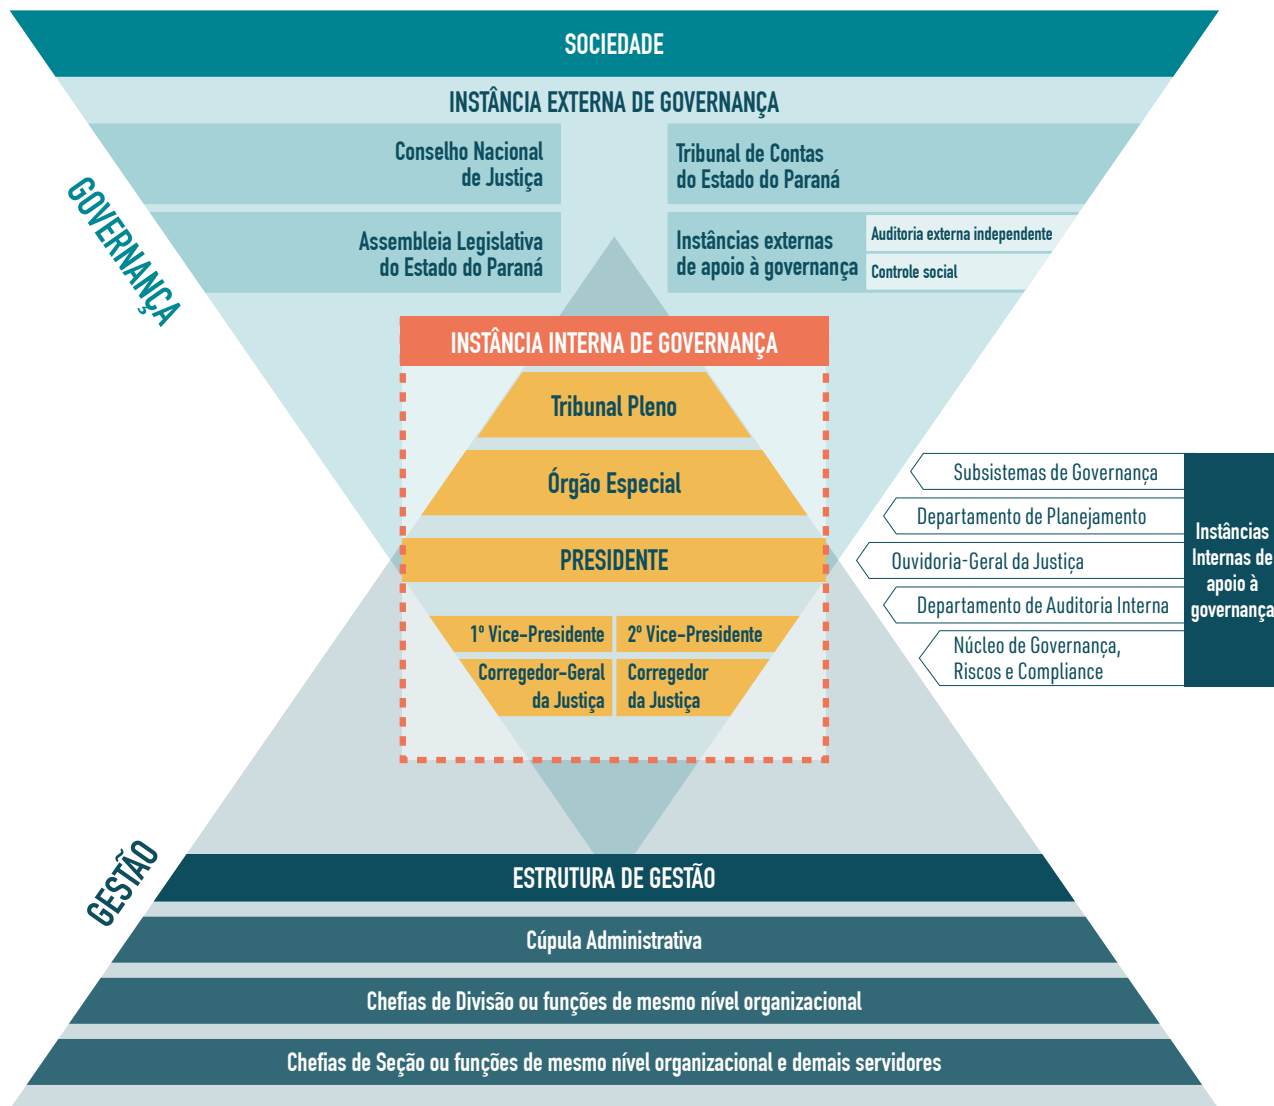 SOCIEDADE
INSTÂNCIA EXTERNA DE GOVERNANÇA
Conselho Nacional
de Justiça
Tribunal de Contas
do Estado do Paraná
Assembleia Legislativa
do Estado do Paraná
Instâncias externas
de apoio à governança
Auditoria externa independente
Controle social
GOVERNANÇA
INSTÂNCIA INTERNA DE GOVERNANÇA
Tribunal Pleno
Órgão Especial
PRESIDENTE
1º Vice-Presidente
2º Vice-Presidente
Corregedor-Geral
da Justiça
Corregedor
da Justiça
Subsistemas de Governança
Departamento de Planejamento
Ouvidoria-Geral da Justiça
Departamento de Auditoria Interna
Núcleo de Governança,
Riscos e Compliance
Instâncias
Internas de
apoio à
governança
GESTÃO
ESTRUTURA DE GESTÃO
Cúpula Administrativa
Chefias de Divisão ou funções de mesmo nível organizacional
Chefias de Seção ou funções de mesmo nível organizacional e demais servidores